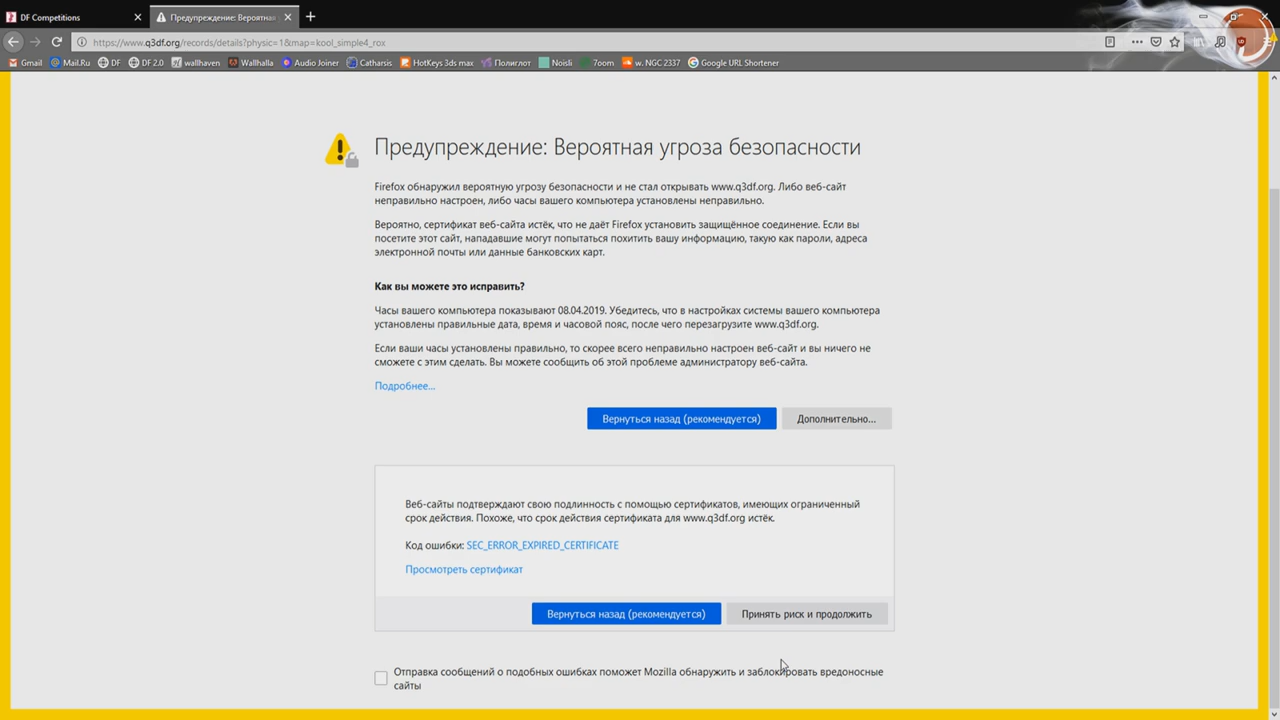 DF Competitions
Предупреждение: Вероятная
https://www.q3df.org/records/details?physic=1&map=kool_simple4_rox
Gmail Mail.Ru DF DF 2.0 wallhaven Wallhalla Audio Joiner Catharsis HotKeys 3ds max Полиглот Noisli 7oom w. NGC 2337 Google URL Shortener
Предупреждение: Вероятная угроза безопасности
Firefox обнаружил вероятную угрозу безопасности и не стал открывать www.q3df.org. Либо веб-сайт
неправильно настроен, либо часы вашего компьютера установлены неправильно.
Вероятно, сертификат веб-сайта истёк, что не даёт Firefox установить защищённое соединение. Если вы
посетите этот сайт, нападавшие могут попытаться похитить вашу информацию, такую как пароли, адреса
электронной почты или данные банковских карт.
Как вы можете это исправить?
Часы вашего компьютера показывают 08.04.2019. Убедитесь, что в настройках системы вашего компьютера
установлены правильные дата, время и часовой пояс, после чего перезагрузите www.q3df.org.
Если ваши часы установлены правильно, то скорее всего неправильно настроен веб-сайт и вы ничего не
сможете с этим сделать. Вы можете сообщить об этой проблеме администратору веб-сайта.
Подробнее...
Вернуться назад (рекомендуется) Дополнительно...
Веб-сайты подтверждают свою подлинность с помощью сертификатов, имеющих ограниченный
срок действия. Похоже, что срок действия сертификата для www.q3df.org истёк.
Код ошибки: SEC_ERROR_EXPIRED_CERTIFICATE
Просмотреть сертификат
Вернуться назад (рекомендуется) Принять риск и продолжить
Отправка сообщений о подобных ошибках поможет Mozilla обнаружить и заблокировать вредоносные
сайты